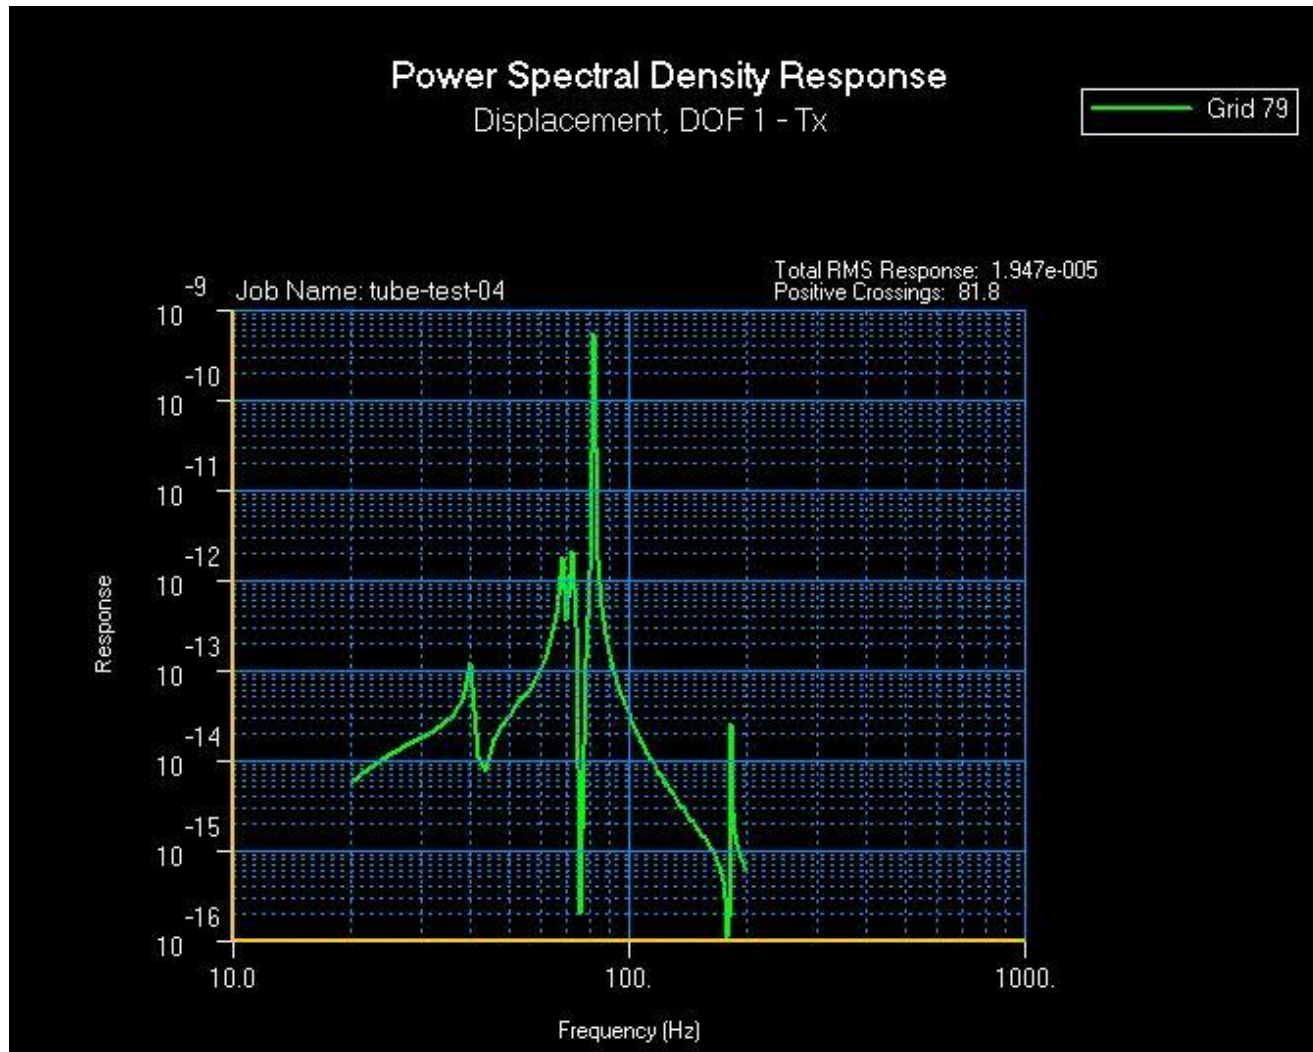 Power Spectral Density Response
Displacement, DOF 1 - Tx
Grid 79
Total RMS Response: 1.947e-005
Job Name: tube-test-04
Positive Crossings: 81.8
-9
10
-10
10
-11
10
-12
10
-13
10
-14
10
-15
10
-16
10
Response
10.0
100.
1000.
Frequency (Hz)